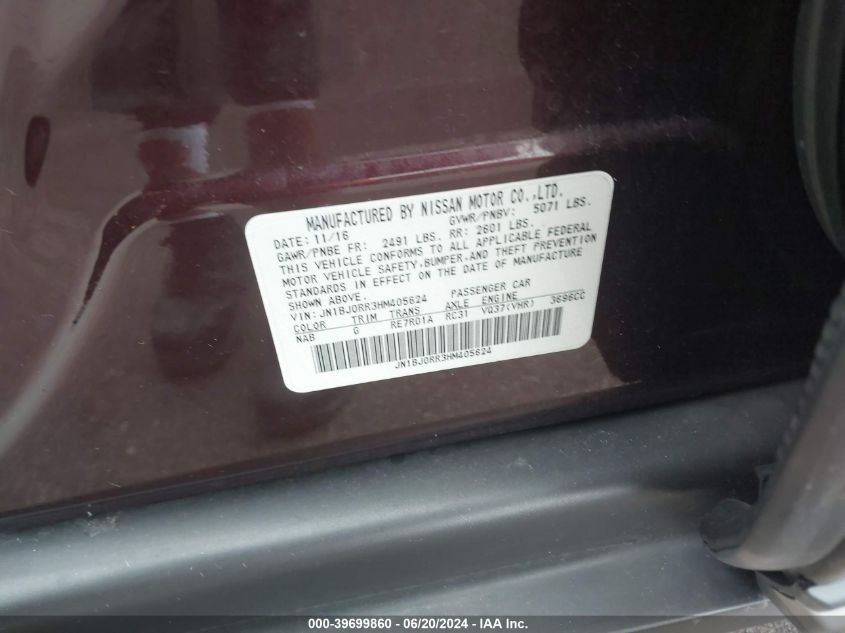 MANUFACTURED BY NISSAN MOTOR CO.,LTD.
DATE: 11/16 GVWR/PNBV: 5071 LBS.
GAWR/PNBE FR: 2491 LBS. RR: 2601 LBS.
THIS VEHICLE CONFORMS TO ALL APPLICABLE FEDERAL
MOTOR VEHICLE SAFETY,BUMPER,AND THEFT PREVENTION
STANDARDS IN EFFECT ON THE DATE OF MANUFACTURE
SHOWN ABOVE.
VIN: JN1BJ0RR3HM405624 PASSENGER CAR
COLOR TRIM TRANS AXLE ENGINE
NAB G RE7R01A RC31 VQ37(VHR) 3696CC
JN1BJ0RR3HM405624
000-39699860 - 06/20/2024 - IAA Inc.